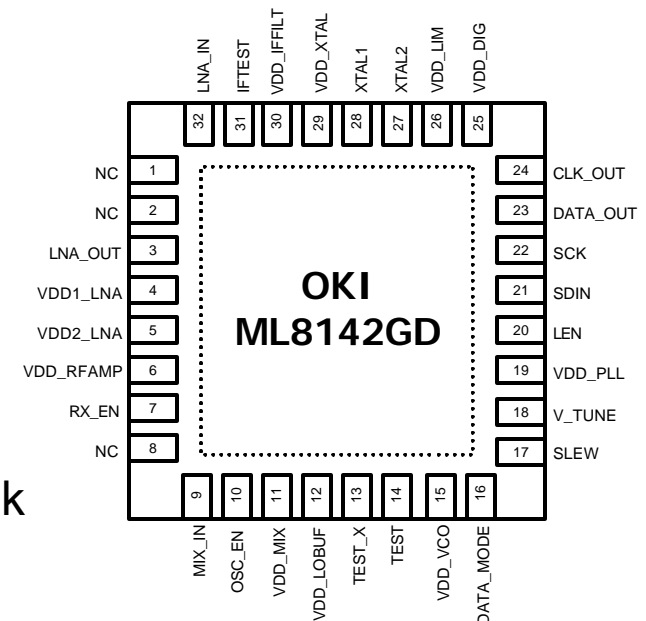 LNA_IN
IFTEST
VDD_IFFILT
VDD_XTAL
XTAL1
XTAL2
VDD_LIM
VDD_DIG
32 31 30 29 28 27 26 25
NC 1 24 CLK_OUT
NC 2 23 DATA_OUT
LNA_OUT 3 22 SCK
VDD1_LNA 4 21 SDIN
VDD2_LNA 5 20 LEN
VDD_RFAMP 6 19 VDD_PLL
RX_EN 7 18 V_TUNE
NC 8 17 SLEW
OKI
ML8142GD
k
9 10 11 12 13 14 15 16
MIX_IN
OSC_EN
VDD_MIX
VDD_LOBUF
TEST_X
TEST
VDD_VCO
DATA_MODE